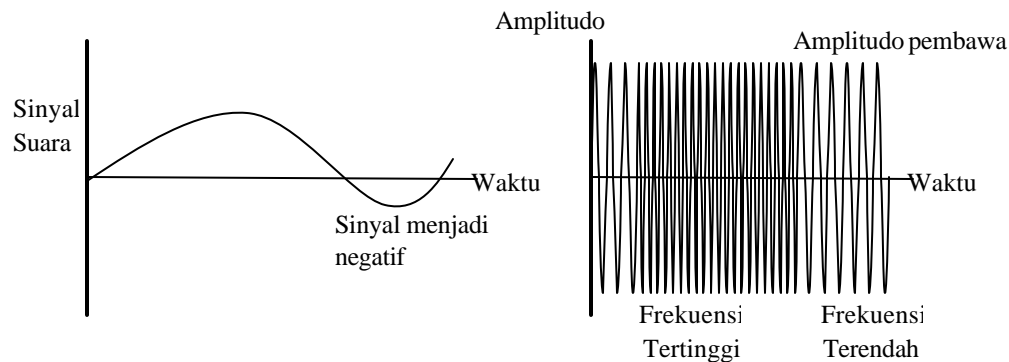 Sinyal
Suara
Waktu
Sinyal menjadi
negatif
Amplitudo
Amplitudo pembawa
Waktu
Frekuensi
Tertinggi
Frekuensi
Terendah